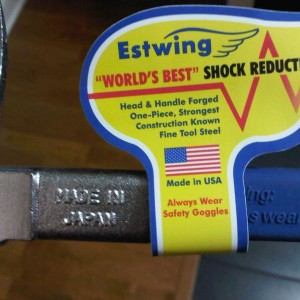 Estwing
"WORLD'S BEST" SHOCK REDUCT
Head & Handle Forged
One-Piece, Strongest
Construction Known
Fine Tool Steel
Made in USA
Always Wear
Safety Goggles
MADE IN
JAPAN